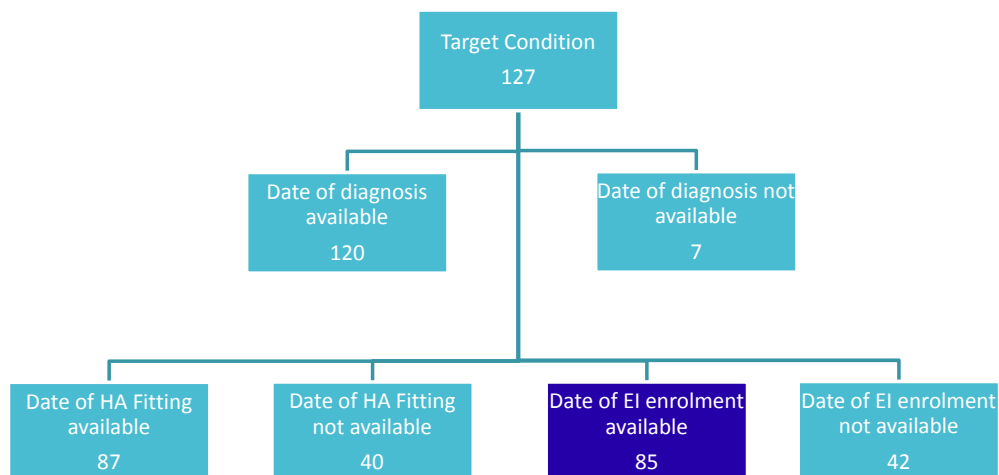 Target Condition
127
Date of diagnosis
available
120
Date of diagnosis not
available
7
Date of HA Fitting
available
87
Date of HA Fitting
not available
40
Date of EI enrolment
available
85
Date of EI enrolment
not available
42